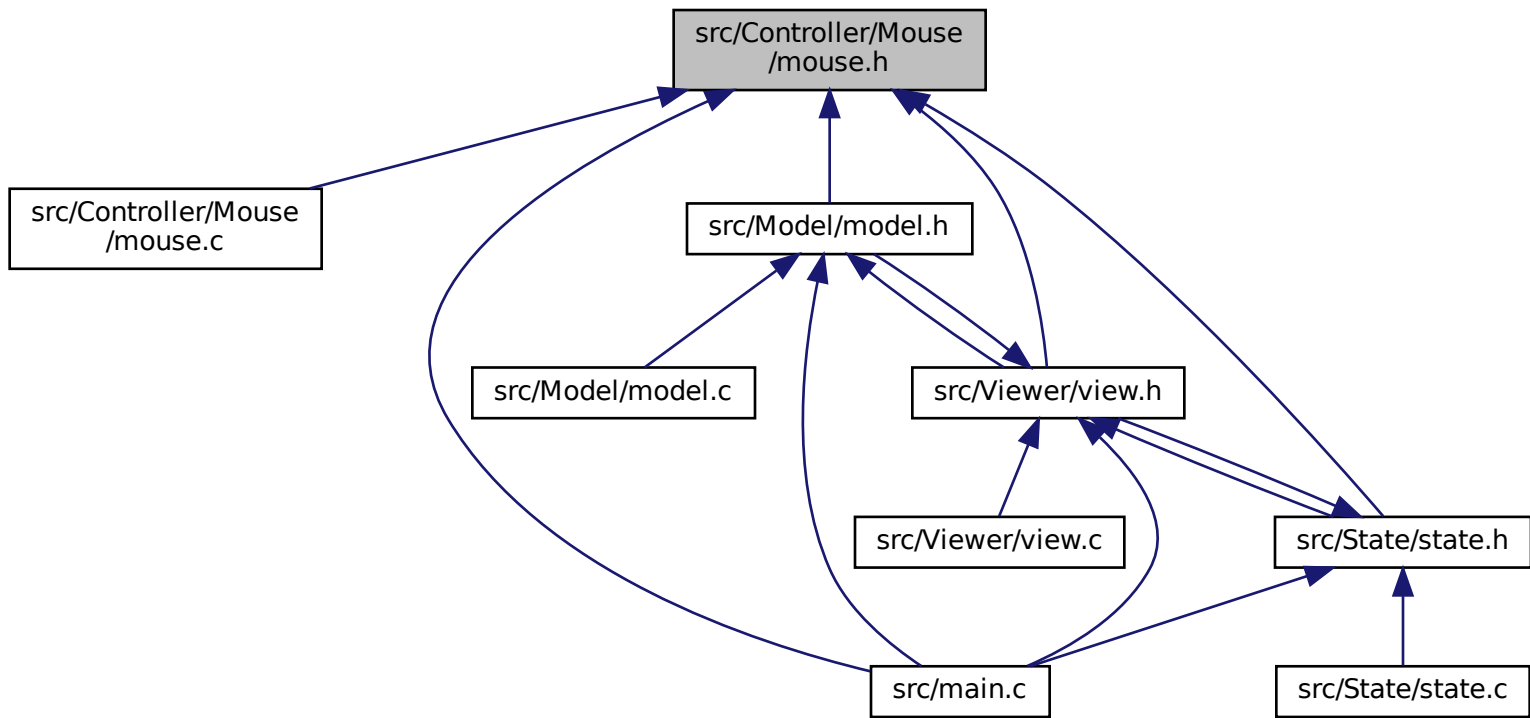 src/Controller/Mouse
/mouse.h
src/Controller/Mouse
/mouse.c
src/Model/model.h
src/Model/model.c
src/Viewer/view.h
src/Viewer/view.c
src/State/state.h
src/main.c
src/State/state.c